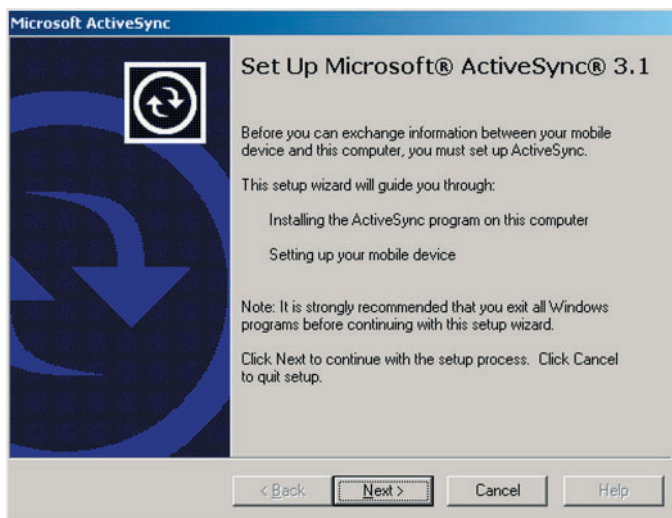 Microsoft ActiveSync
Set Up Microsoft® ActiveSync® 3.1
Before you can exchange information between your mobile
device and this computer, you must set up ActiveSync.
This setup wizard will guide you through:
Installing the ActiveSync program on this computer
Setting up your mobile device
Note: It is strongly recommended that you exit all Windows
programs before continuing with this setup wizard.
Click Next to continue with the setup process. Click Cancel
to quit setup.
< Back Next > Cancel Help